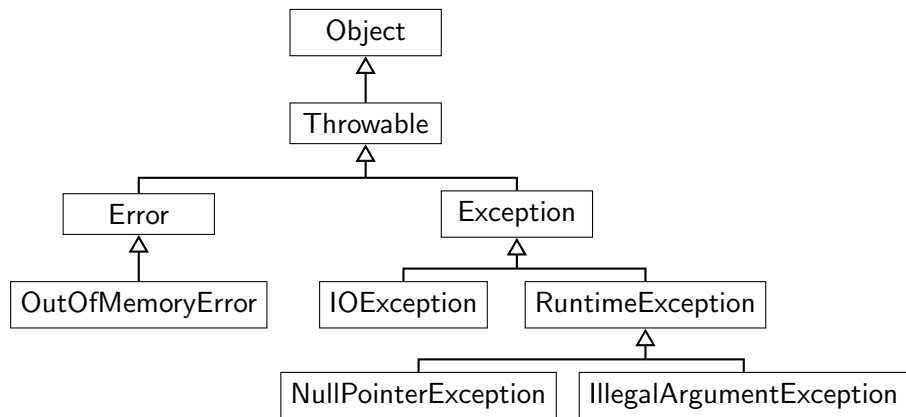 Object
Throwable
Error
Exception
OutOfMemoryError
IOException
RuntimeException
NullPointerException
IllegalArgumentException